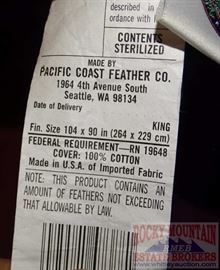 described in
ordance with l
CONTENTS
STERILIZED
MADE BY
PACIFIC COAST FEATHER CO.
1964 4th Avenue South
Seattle, WA 98134
Date of Delivery
KING
Fin. Size 104 x 90 in (264 x 229 cm)
FEDERAL REQUIREMENT—RN 19648
COVER: 100% COTTON
Made in U.S.A. of Imported Fabric
NOTE: THIS PRODUCT CONTAINS AN
AMOUNT OF FEATHERS NOT EXCEEDING
THAT ALLOWABLE BY LAW.
ROCKY MOUNTAIN
RMEB
ESTATE BROKERS